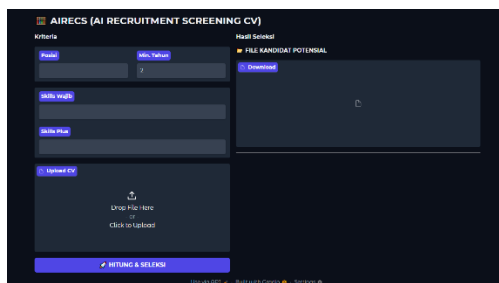 AIRECS (AI RECRUITMENT SCREENING CV)
Kriteria
Posisi
Min. Tahun
2
Skills Wajib
Skills Plus
Upload CV
Drop File Here
or
Click to Upload
HITUNG & SELEKSI
Hasil Seleksi
FILE KANDIDAT POTENSIAL
Download